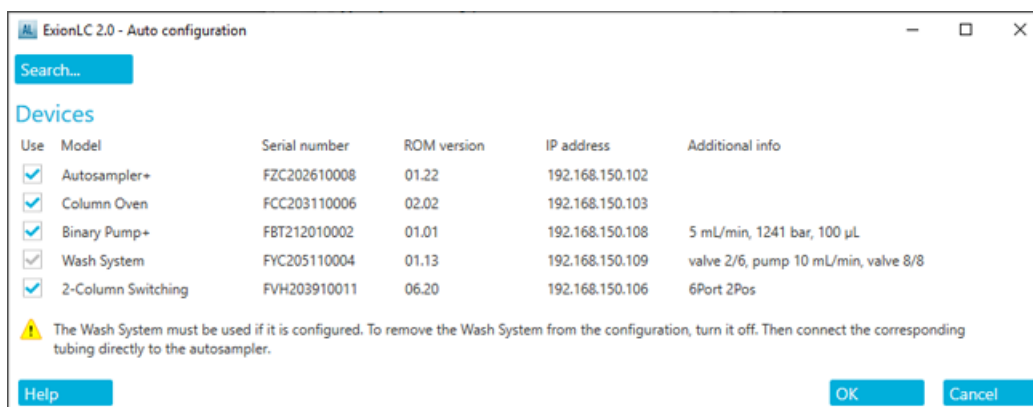 AL ExionLC 2.0 - Auto configuration
Search...
Devices
Use Model Serial number ROM version IP address Additional info
Autosampler+ FZC202610008 01.22 192.168.150.102
Column Oven FCC203110006 02.02 192.168.150.103
Binary Pump+ FBT212010002 01.01 192.168.150.108 5 mL/min, 1241 bar, 100 µL
Wash System FYC205110004 01.13 192.168.150.109 valve 2/6, pump 10 mL/min, valve 8/8
2-Column Switching FVH203910011 06.20 192.168.150.106 6Port 2Pos
The Wash System must be used if it is configured. To remove the Wash System from the configuration, turn it off. Then connect the corresponding
tubing directly to the autosampler.
Help OK Cancel